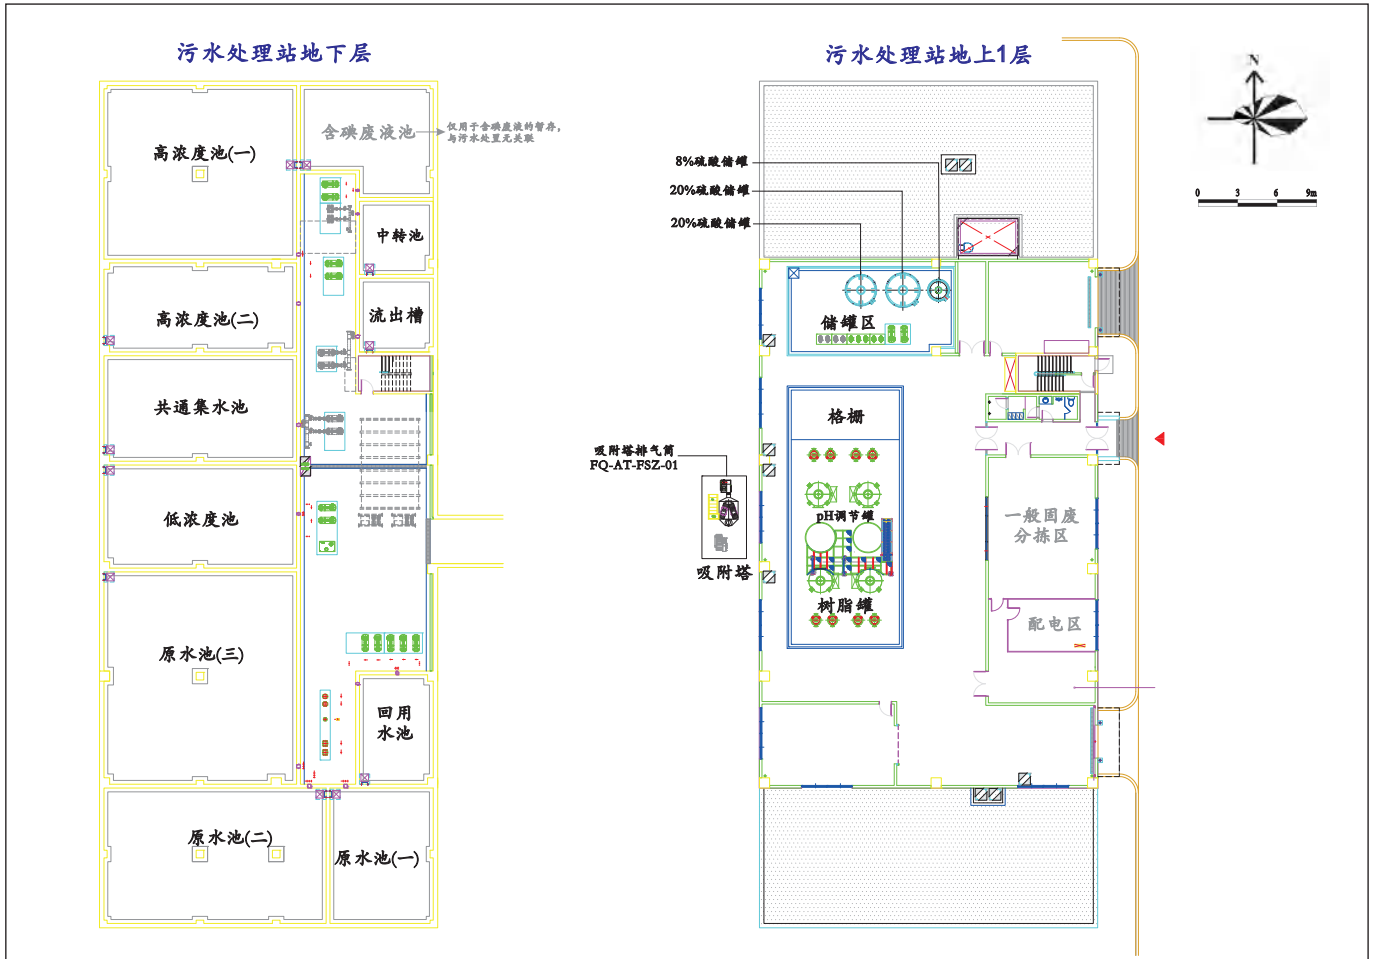 污水处理站地下层
污水处理站地上1层
N
0 3 6 9m
高浓度池(一)
含碘废液池
仅用于含碘废液的暂存，
与污水处置无关联
中转池
高浓度池(二)
流出槽
共通集水池
低浓度池
原水池(三)
回用
水池
原水池(二)
原水池(一)
8%硫酸储罐
20%硫酸储罐
20%硫酸储罐
储罐区
格栅
吸附塔排气筒
FQ-AT-FSZ-01
吸附塔
pH调节罐
树脂罐
一般固废
分拣区
配电区